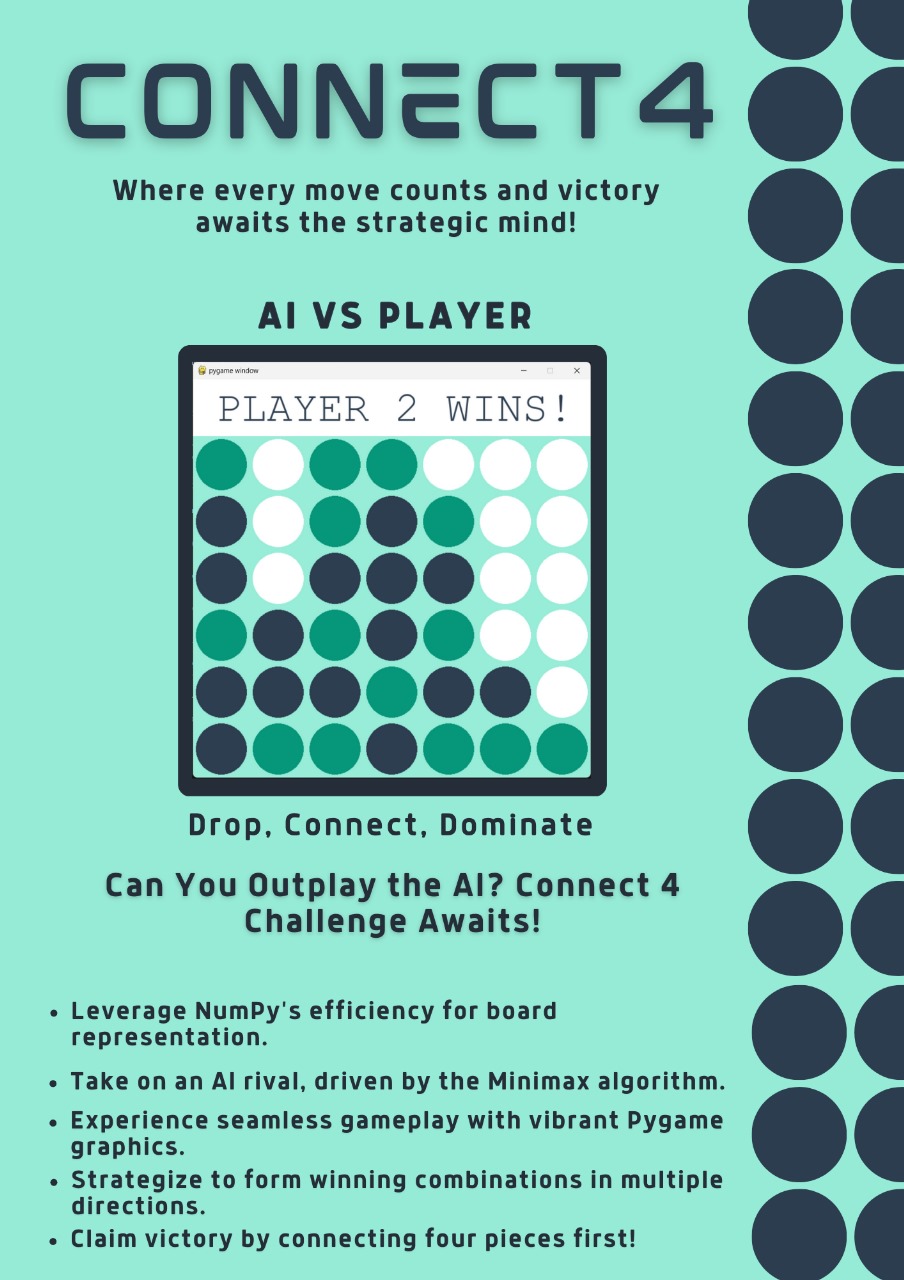 CONNECT4
Where every move counts and victory
awaits the strategic mind!
AI VS PLAYER
pygame window
PLAYER 2 WINS!
Drop, Connect, Dominate
Can You Outplay the AI? Connect 4
Challenge Awaits!
• Leverage NumPy's efficiency for board
representation.
• Take on an AI rival, driven by the Minimax algorithm.
• Experience seamless gameplay with vibrant Pygame
graphics.
• Strategize to form winning combinations in multiple
directions.
• Claim victory by connecting four pieces first!